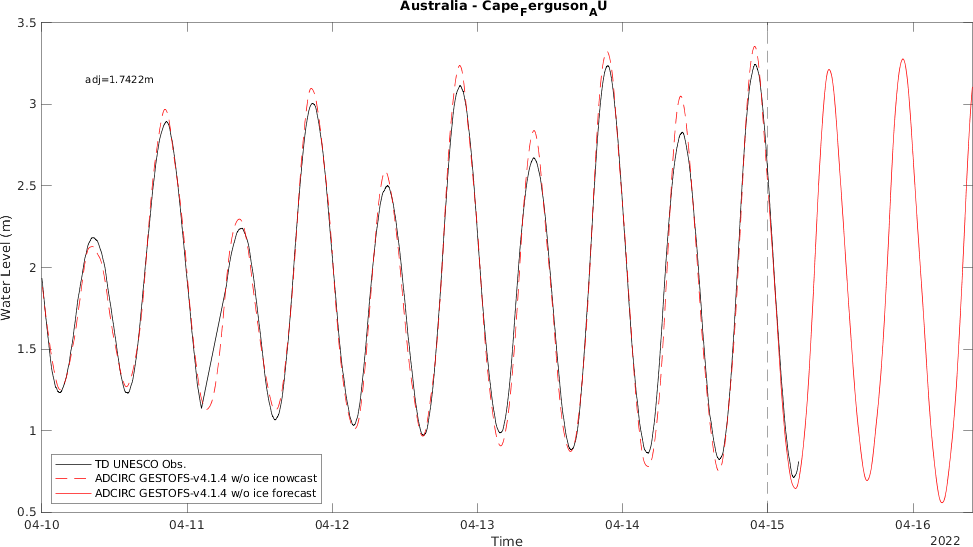 Australia - Cape_Ferguson_AU
3.5
adj=1.7422m
3
2.5
2
Water Level (m)
1.5
1
TD UNESCO Obs.
ADCIRC GESTOFS-v4.1.4 w/o ice nowcast
ADCIRC GESTOFS-v4.1.4 w/o ice forecast
0.5
04-10 04-11 04-12 04-13 04-14 04-15 04-16
Time 2022